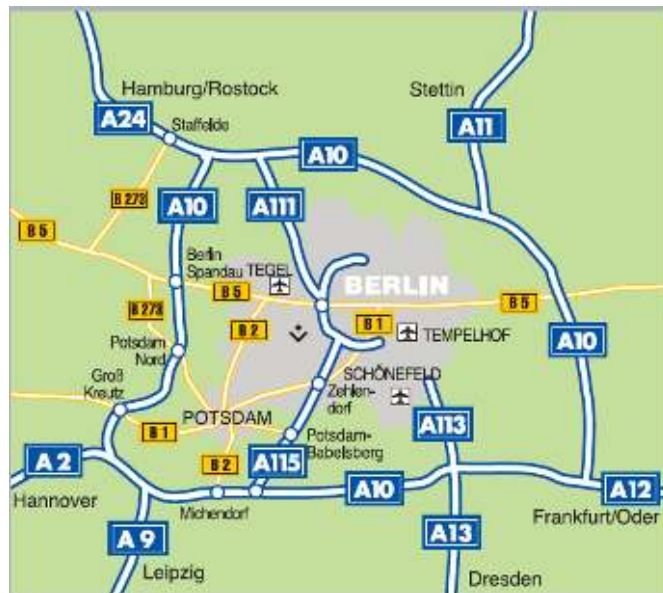 Hamburg/Rostock
Stettin
A24
Staffelde
A11
A10
B 273
A10
A111
B 5
Berlin
Spandau
TEGEL
BERLIN
B 5
B 5
B 273
B 2
B 1
TEMPELHOF
Potsdam
Nord
A10
Groß
Kreutz
SCHÖNEFELD
Zehlen-
dorf
POTSDAM
A113
B 1
Potsdam-
Babelsberg
A 2
B 2
A115
A10
A12
Hannover
Michendorf
Frankfurt/Oder
A 9
A13
Leipzig
Dresden